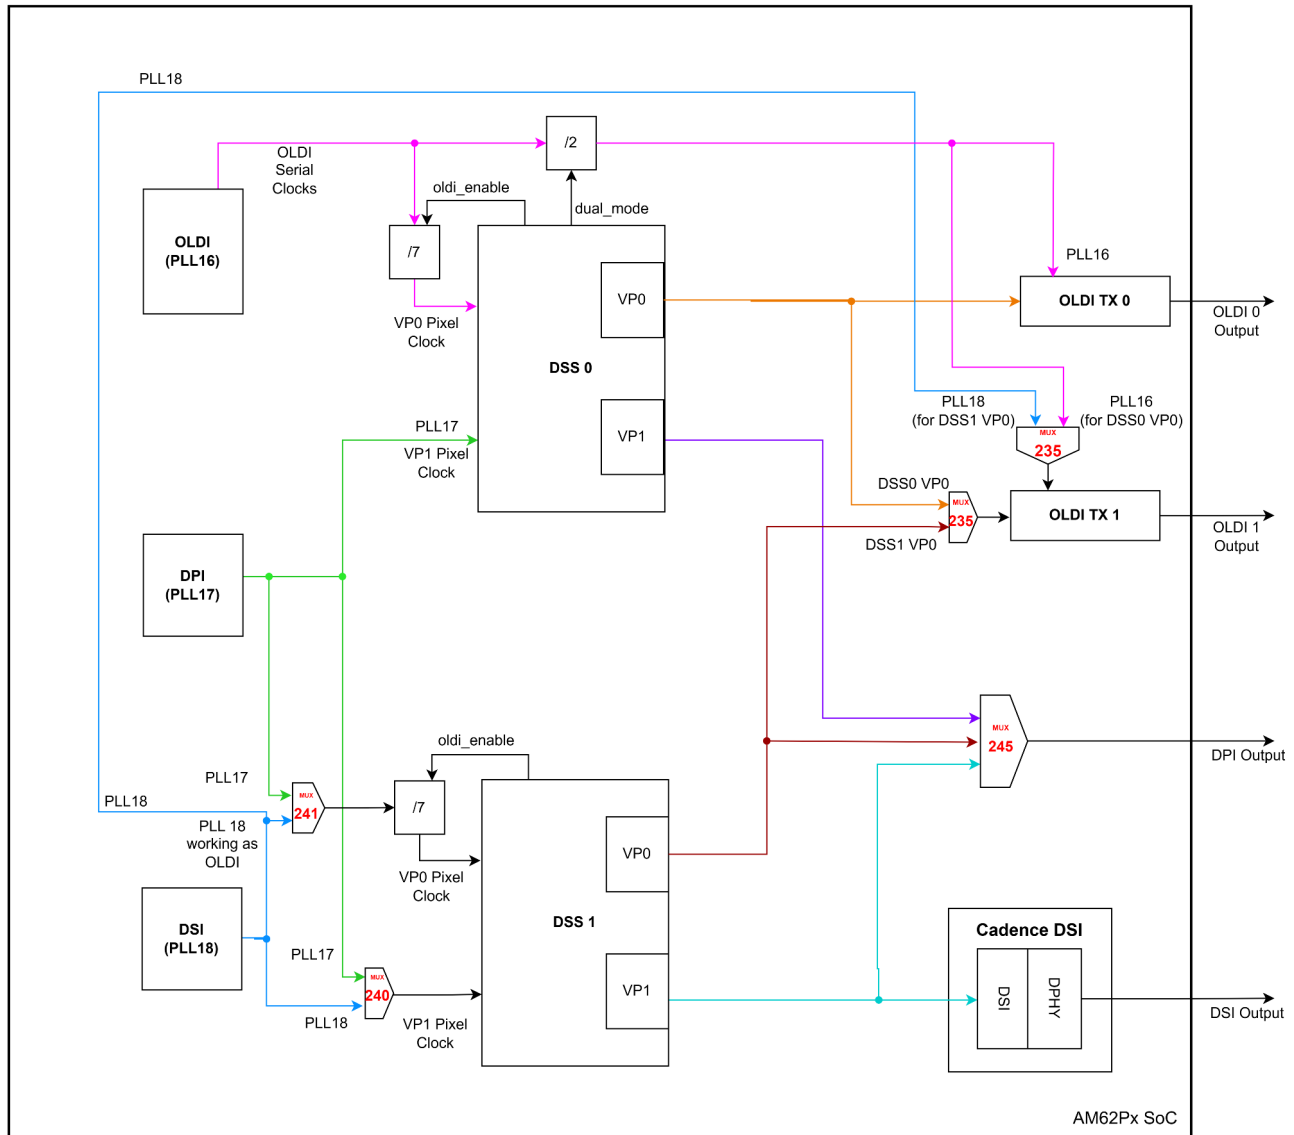 PLL18
/2
OLDI
Serial
Clocks
oldi_enable
dual_mode
OLDI
(PLL16)
/7
PLL16
VP0
OLDI TX 0
OLDI 0
Output
VP0 Pixel
Clock
DSS 0
PLL18
(for DSS1 VP0)
PLL16
(for DSS0 VP0)
PLL17
VP1 Pixel
Clock
VP1
MUX
235
DSS0 VP0
MUX
235
DSS1 VP0
OLDI TX 1
OLDI 1
Output
DPI
(PLL17)
MUX
245
DPI Output
oldi_enable
PLL17
PLL18
MUX
241
/7
PLL 18
working as
OLDI
VP0 Pixel
Clock
VP0
DSS 1
DSI
(PLL18)
PLL17
MUX
240
PLL18
VP1 Pixel
Clock
VP1
Cadence DSI
DSI
DPHY
DSI Output
AM62Px SoC